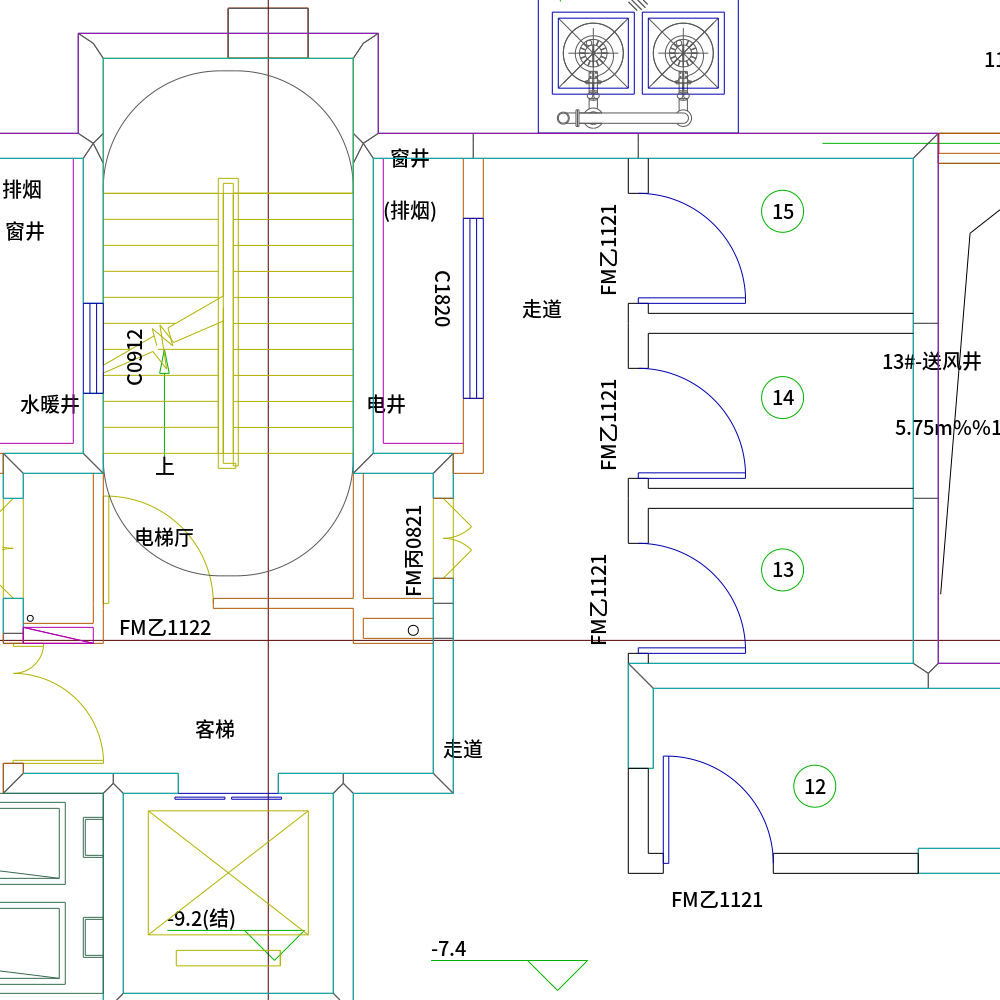 11
窗井
排烟
(排烟)
窗井
15
FM乙1121
C1820
走道
C0912
13#-送风井
水暖井
电井
14
FM乙1121
5.75m%%1
上
电梯厅
FM丙0821
13
FM乙1121
FM乙1122
客梯
走道
12
FM乙1121
-9.2(结)
-7.4